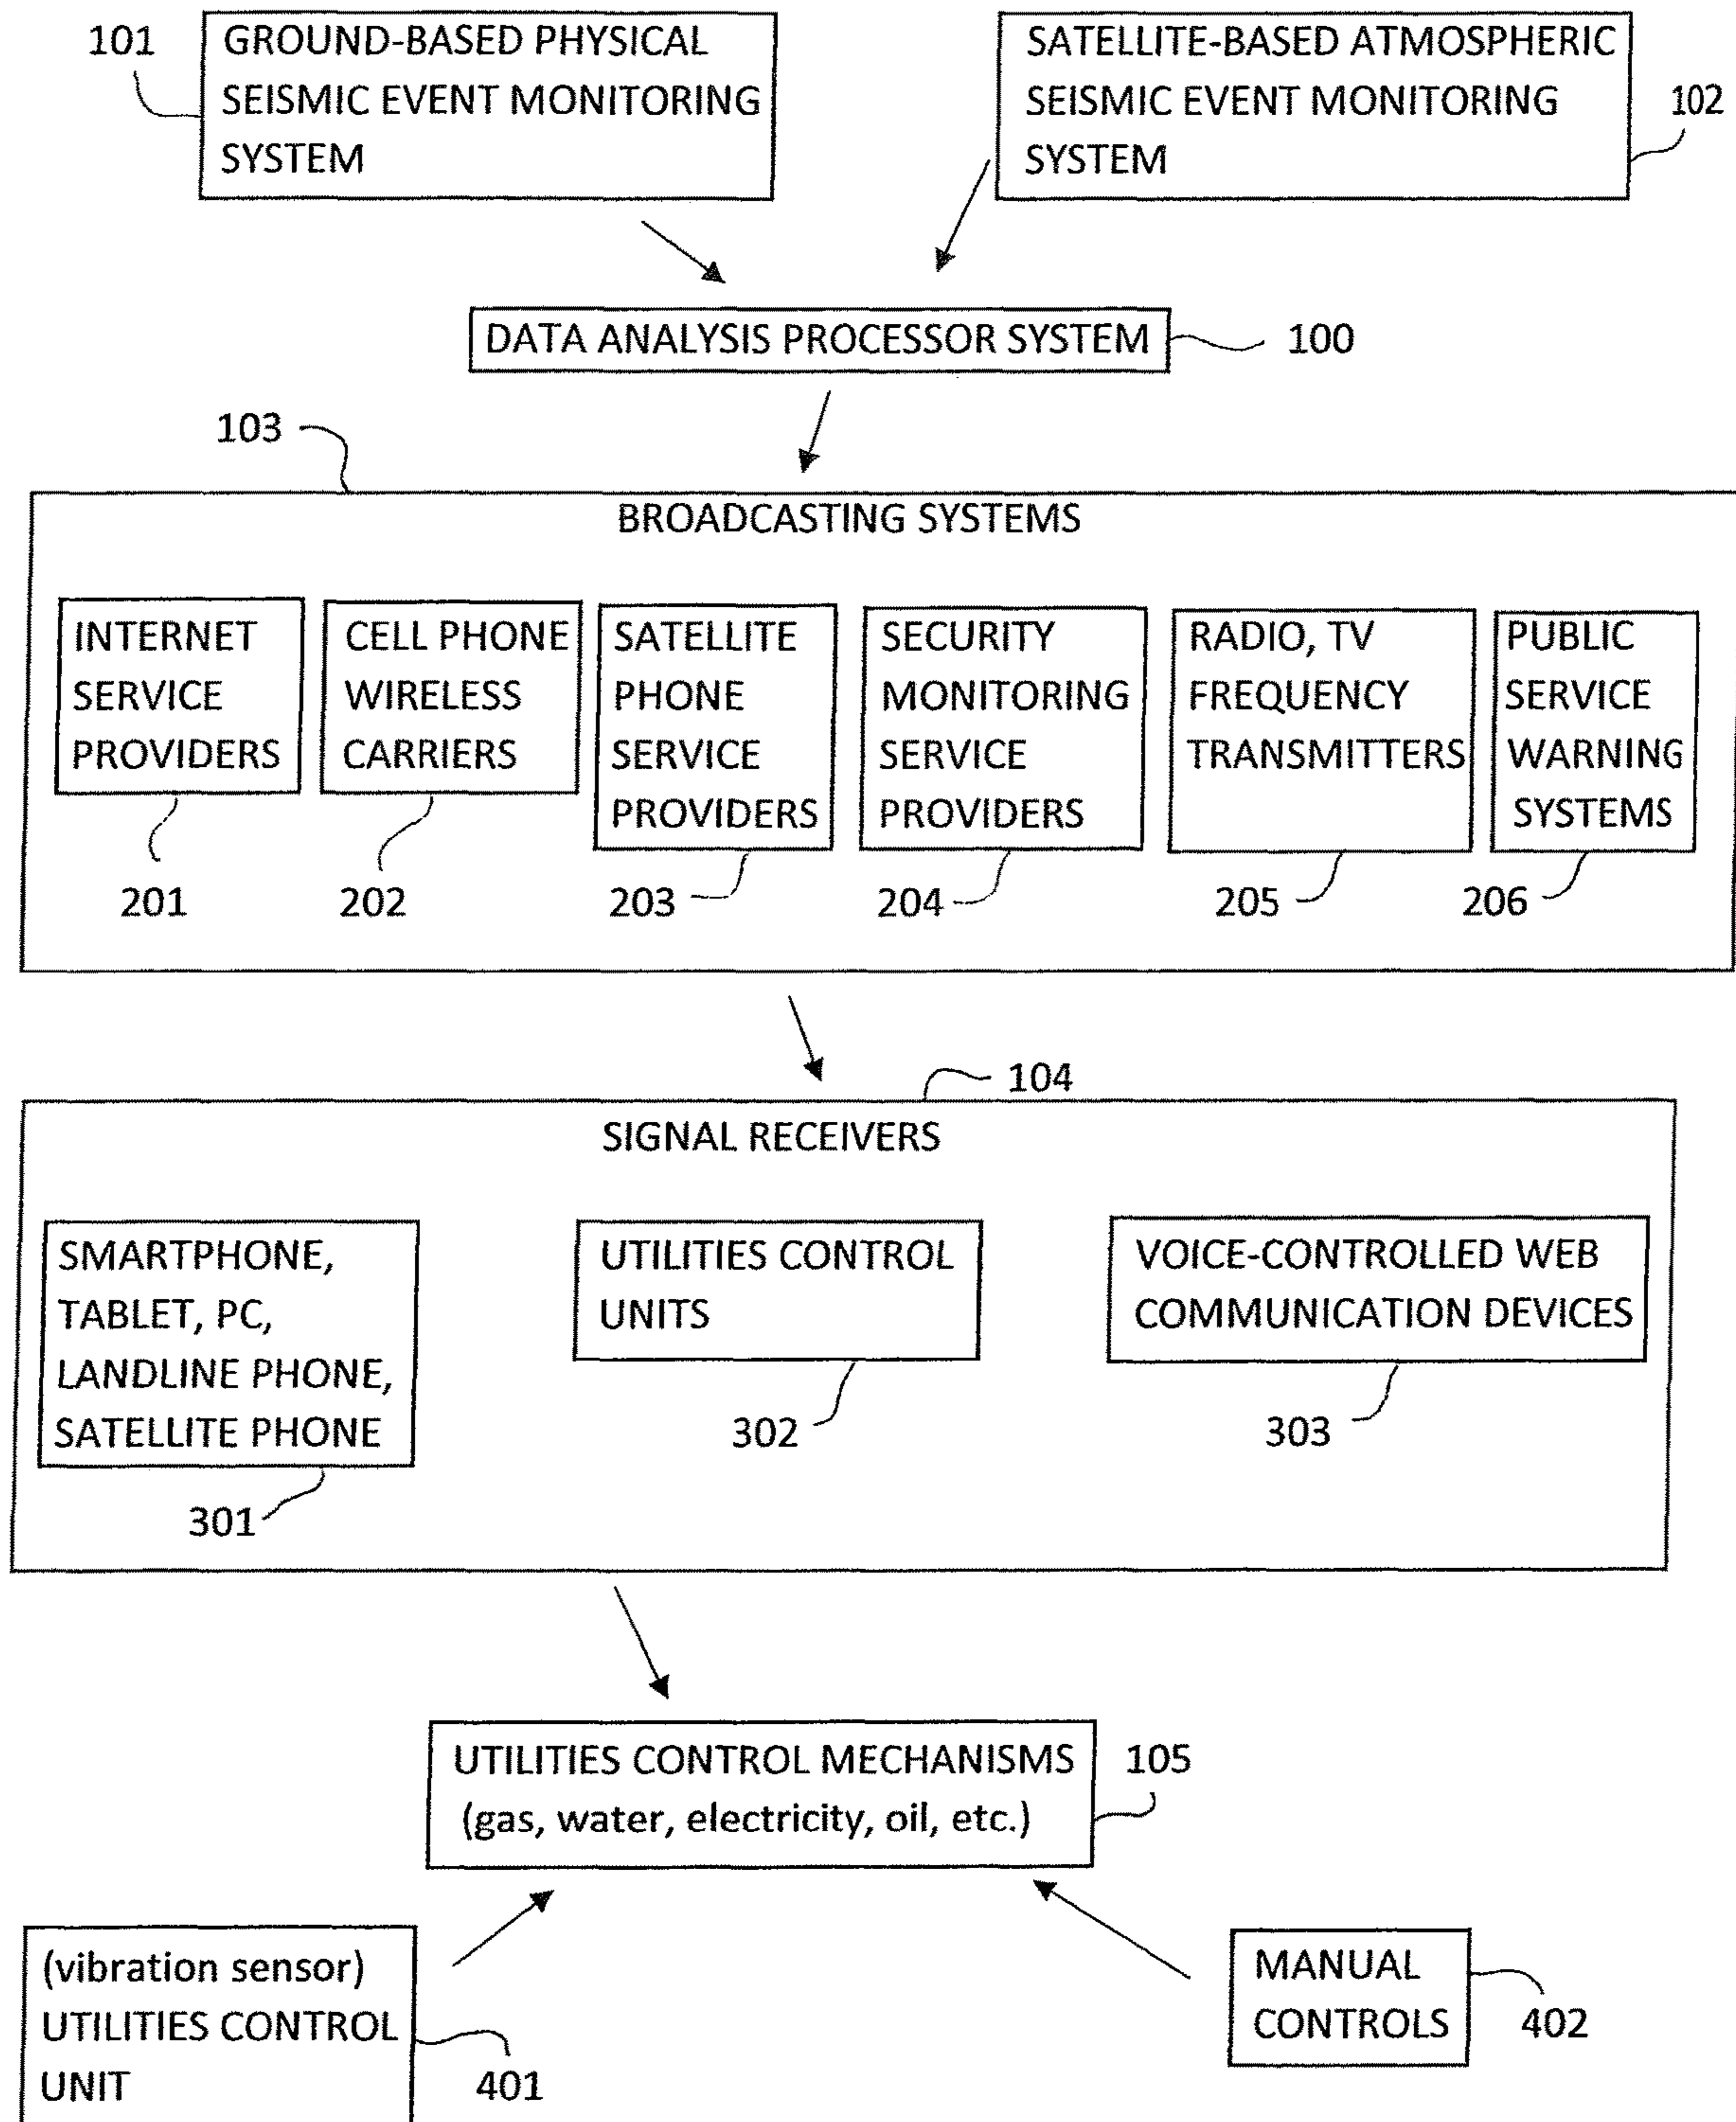 101
GROUND-BASED PHYSICAL
SEISMIC EVENT MONITORING
SYSTEM
SATELLITE-BASED ATMOSPHERIC
SEISMIC EVENT MONITORING
SYSTEM
102
DATA ANALYSIS PROCESSOR SYSTEM
100
103
BROADCASTING SYSTEMS
INTERNET
SERVICE
PROVIDERS
201
CELL PHONE
WIRELESS
CARRIERS
202
SATELLITE
PHONE
SERVICE
PROVIDERS
203
SECURITY
MONITORING
SERVICE
PROVIDERS
204
RADIO, TV
FREQUENCY
TRANSMITTERS
205
PUBLIC
SERVICE
WARNING
SYSTEMS
206
104
SIGNAL RECEIVERS
SMARTPHONE,
TABLET, PC,
LANDLINE PHONE,
SATELLITE PHONE
301
UTILITIES CONTROL
UNITS
302
VOICE-CONTROLLED WEB
COMMUNICATION DEVICES
303
UTILITIES CONTROL MECHANISMS
(gas, water, electricity, oil, etc.)
105
(vibration sensor)
UTILITIES CONTROL
UNIT
401
MANUAL
CONTROLS
402